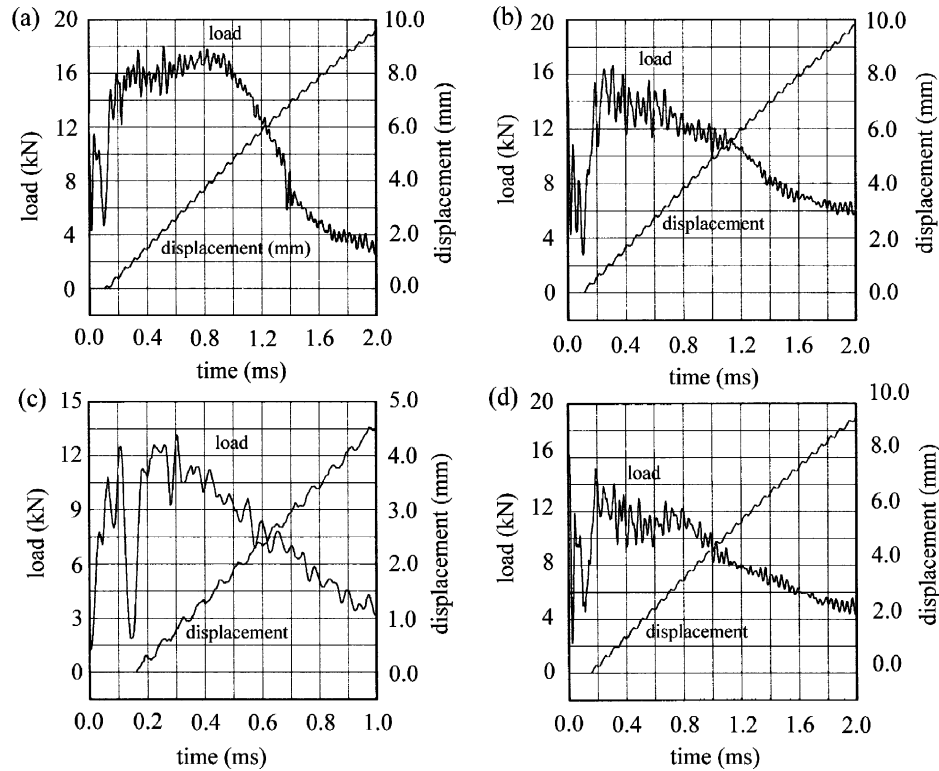 (a)
load (kN)
20
16
12
8
4
0
load
displacement (mm)
10.0
8.0
6.0
4.0
2.0
0.0
displacement (mm)
0.0 0.4 0.8 1.2 1.6 2.0
time (ms)
(b)
load (kN)
20
16
12
8
4
0
load
displacement
10.0
8.0
6.0
4.0
2.0
0.0
displacement (mm)
0.0 0.4 0.8 1.2 1.6 2.0
time (ms)
(c)
load (kN)
15
12
9
6
3
0
load
displacement
5.0
4.0
3.0
2.0
1.0
0.0
displacement (mm)
0.0 0.2 0.4 0.6 0.8 1.0
time (ms)
(d)
load (kN)
20
16
12
8
4
0
load
displacement
10.0
8.0
6.0
4.0
2.0
0.0
displacement (mm)
0.0 0.4 0.8 1.2 1.6 2.0
time (ms)